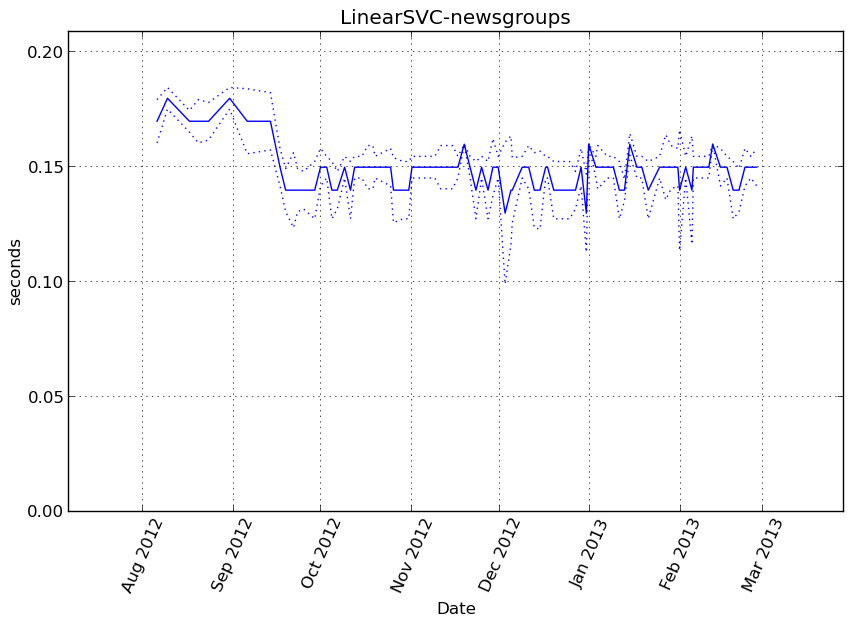 LinearSVC-newsgroups
0.20
0.15
0.10
0.05
0.00
seconds
Aug 2012
Sep 2012
Oct 2012
Nov 2012
Dec 2012
Jan 2013
Feb 2013
Mar 2013
Date